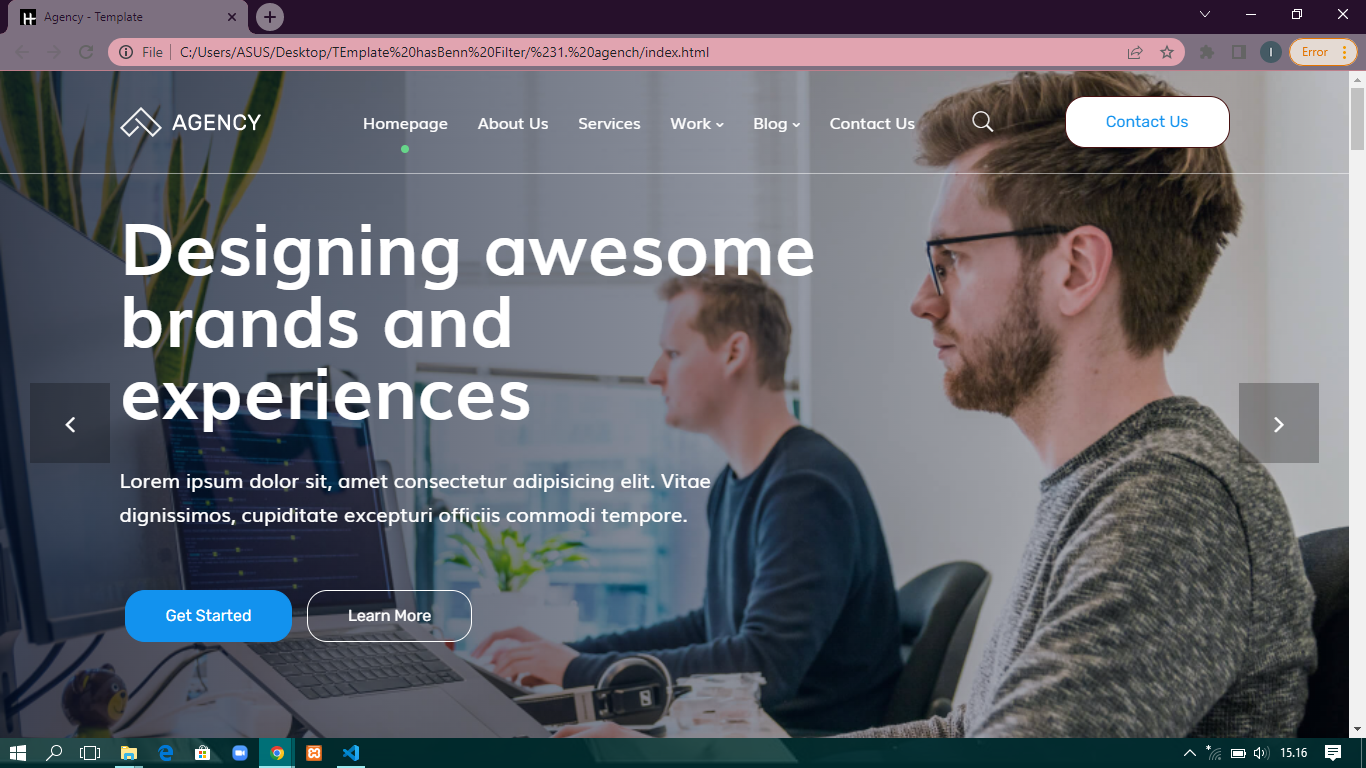 Agency - Template
File
C:/Users/ASUS/Desktop/TEmplate%20hasBenn%20Filter/%231.%20agench/index.html
I
Error
AGENCY
Homepage
About Us
Services
Work
Blog
Contact Us
Contact Us
Designing awesome
brands and
experiences
Lorem ipsum dolor sit, amet consectetur adipisicing elit. Vitae
dignissimos, cupiditate excepturi officiis commodi tempore.
Get Started
Learn More
15.16